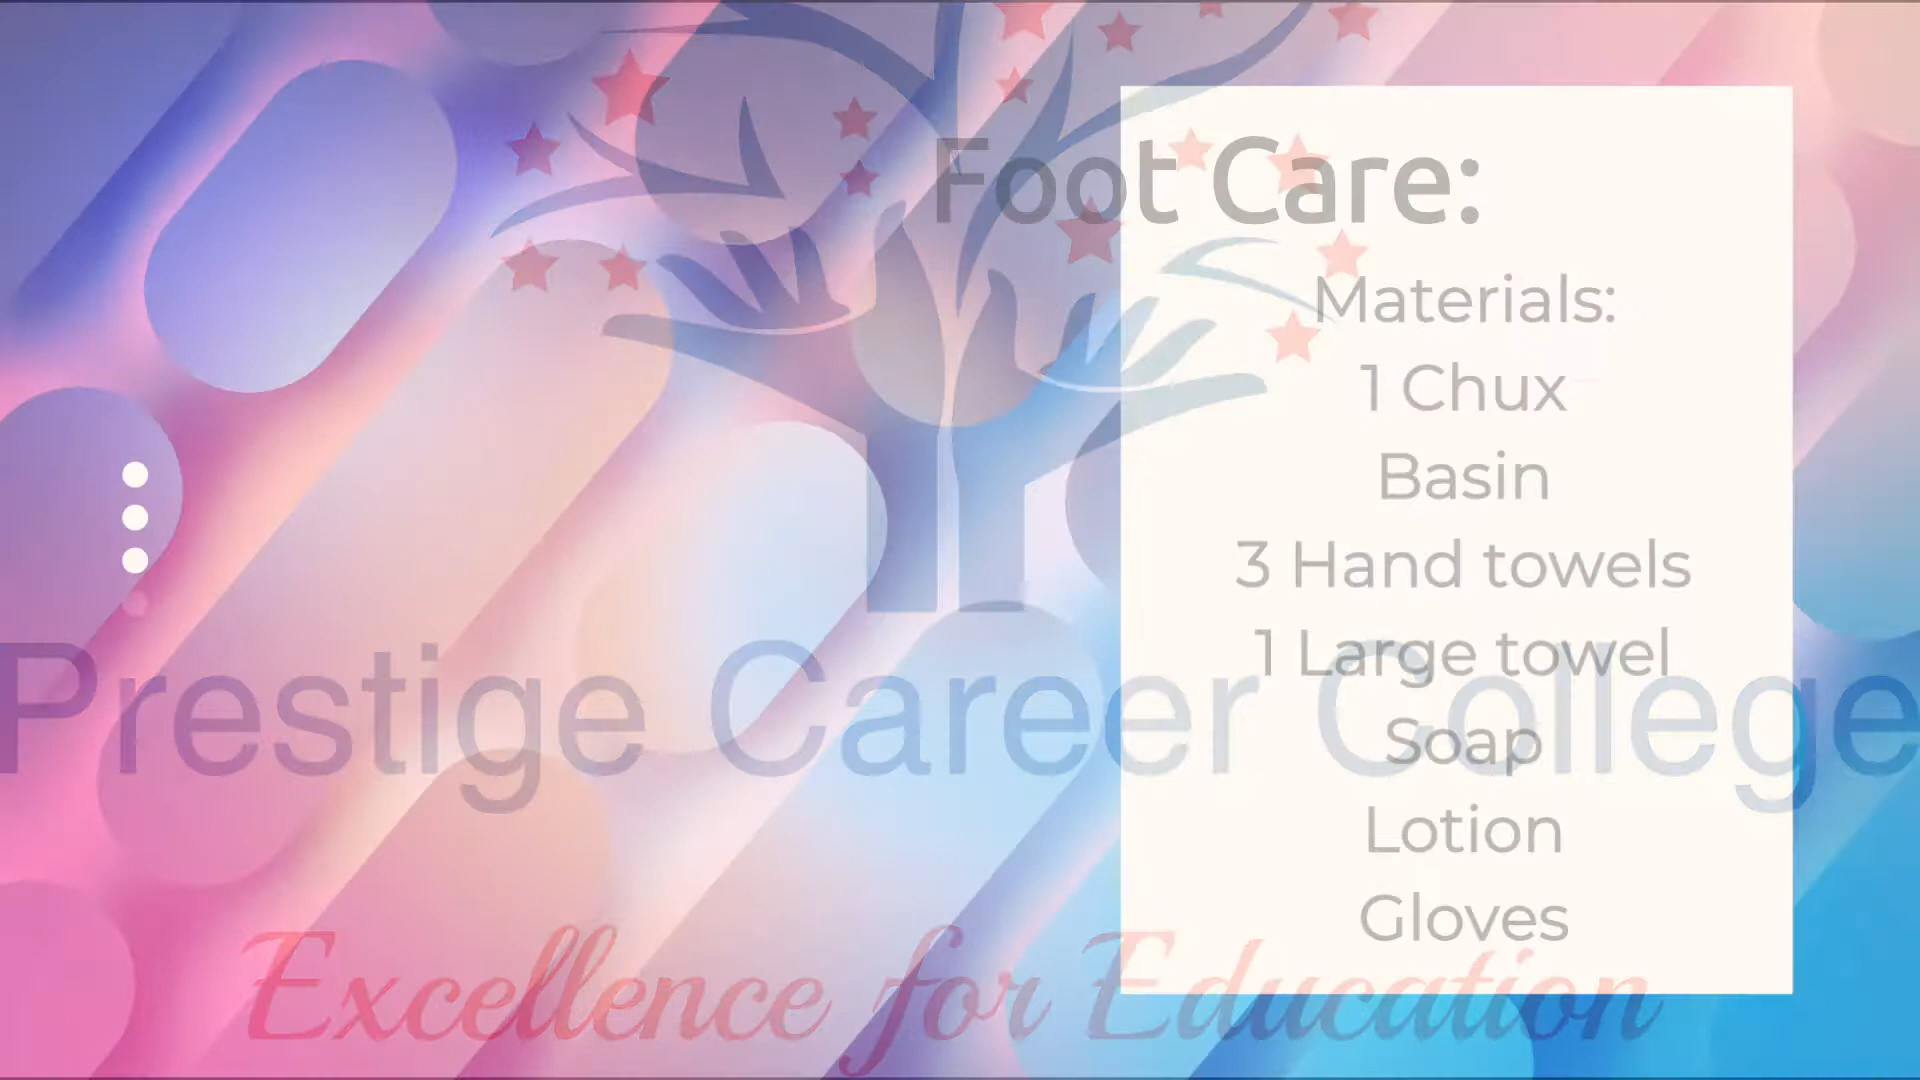 Foot Care:
Materials:
1 Chux
Basin
3 Hand towels
1 Large towel
Soap
Lotion
Gloves
Prestige Career College
Excellence for Education